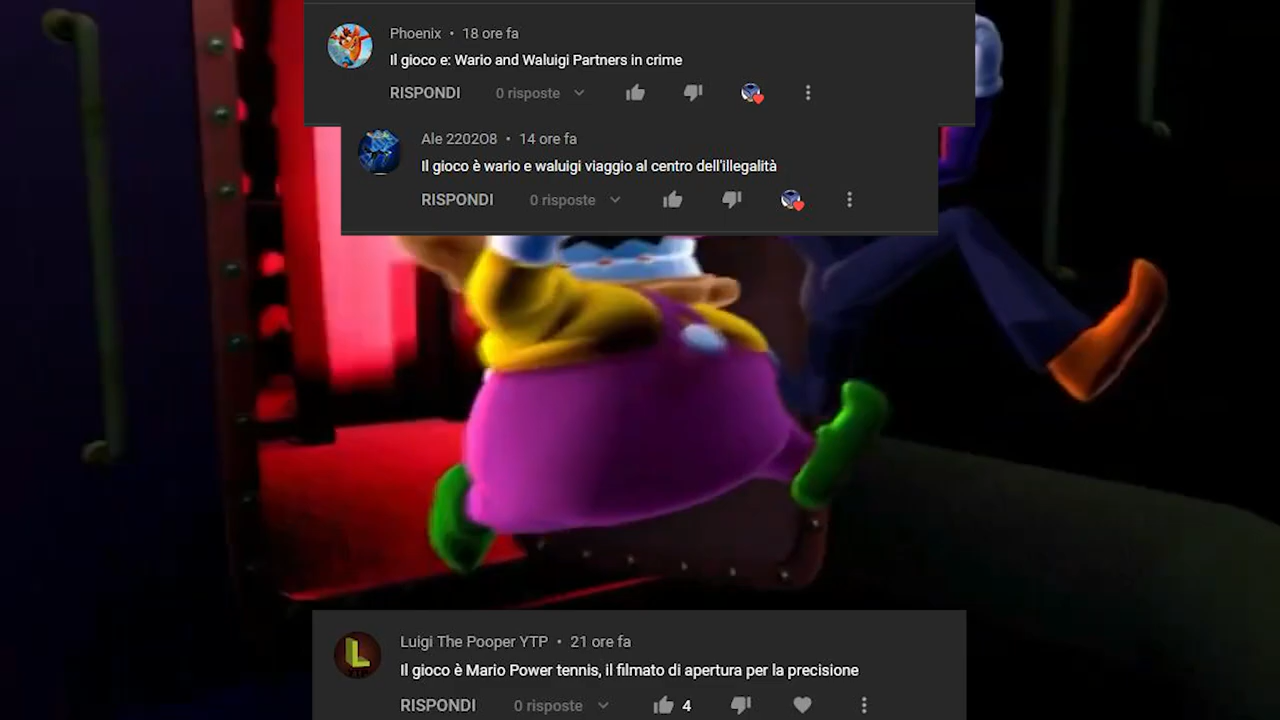 Phoenix • 18 ore fa
Il gioco e: Wario and Waluigi Partners in crime
RISPONDI 0 risposte
Ale 220208 • 14 ore fa
Il gioco è wario e waluigi viaggio al centro dell'illegalità
RISPONDI 0 risposte
Luigi The Pooper YTP • 21 ore fa
Il gioco è Mario Power tennis, il filmato di apertura per la precisione
RISPONDI 0 risposte 4